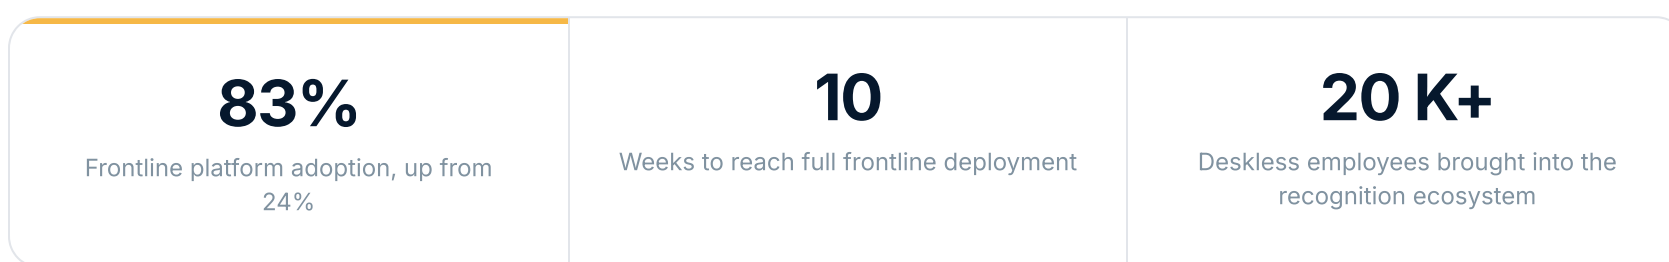 83%
Frontline platform adoption, up from
24%
10
Weeks to reach full frontline deployment
20 K+
Deskless employees brought into the
recognition ecosystem